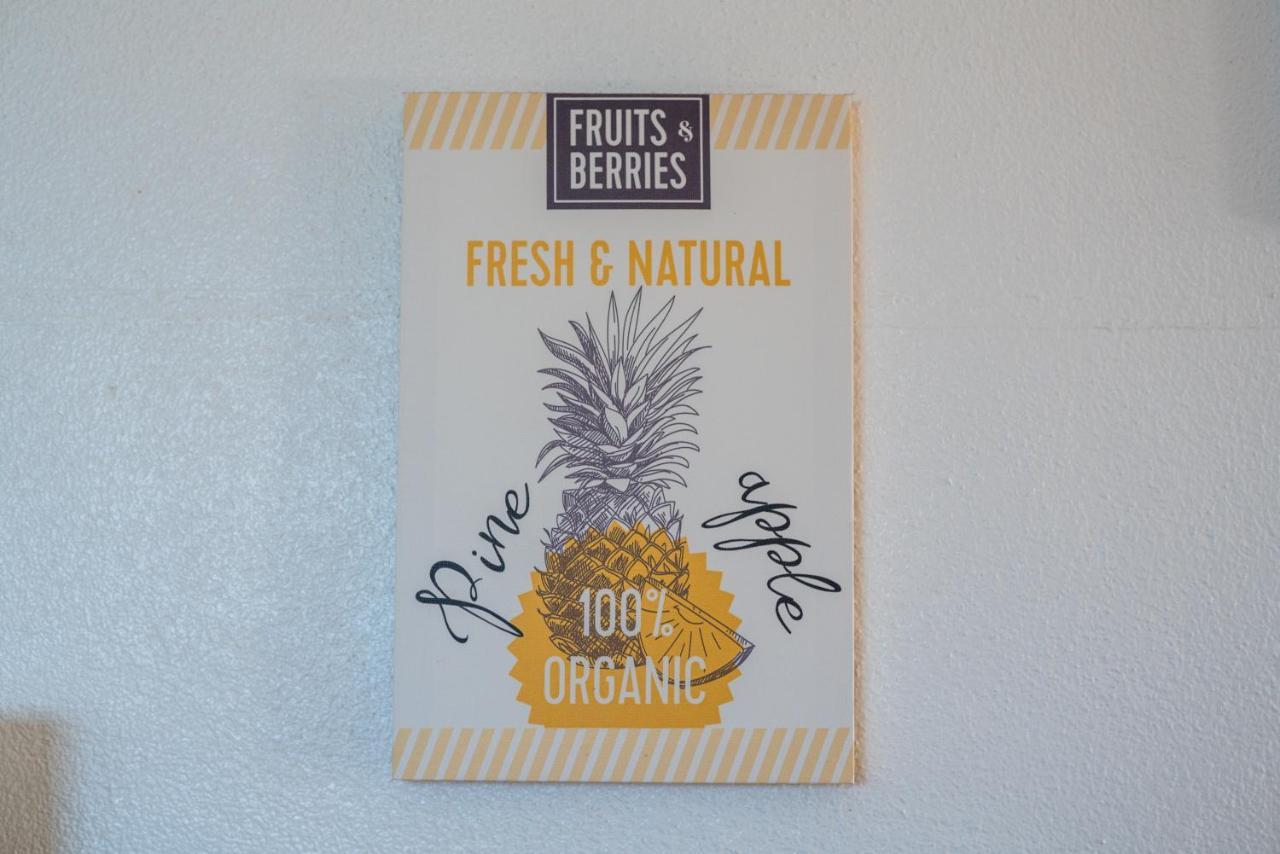 FRUITS &
BERRIES
FRESH & NATURAL
Pine
apple
100%
ORGANIC